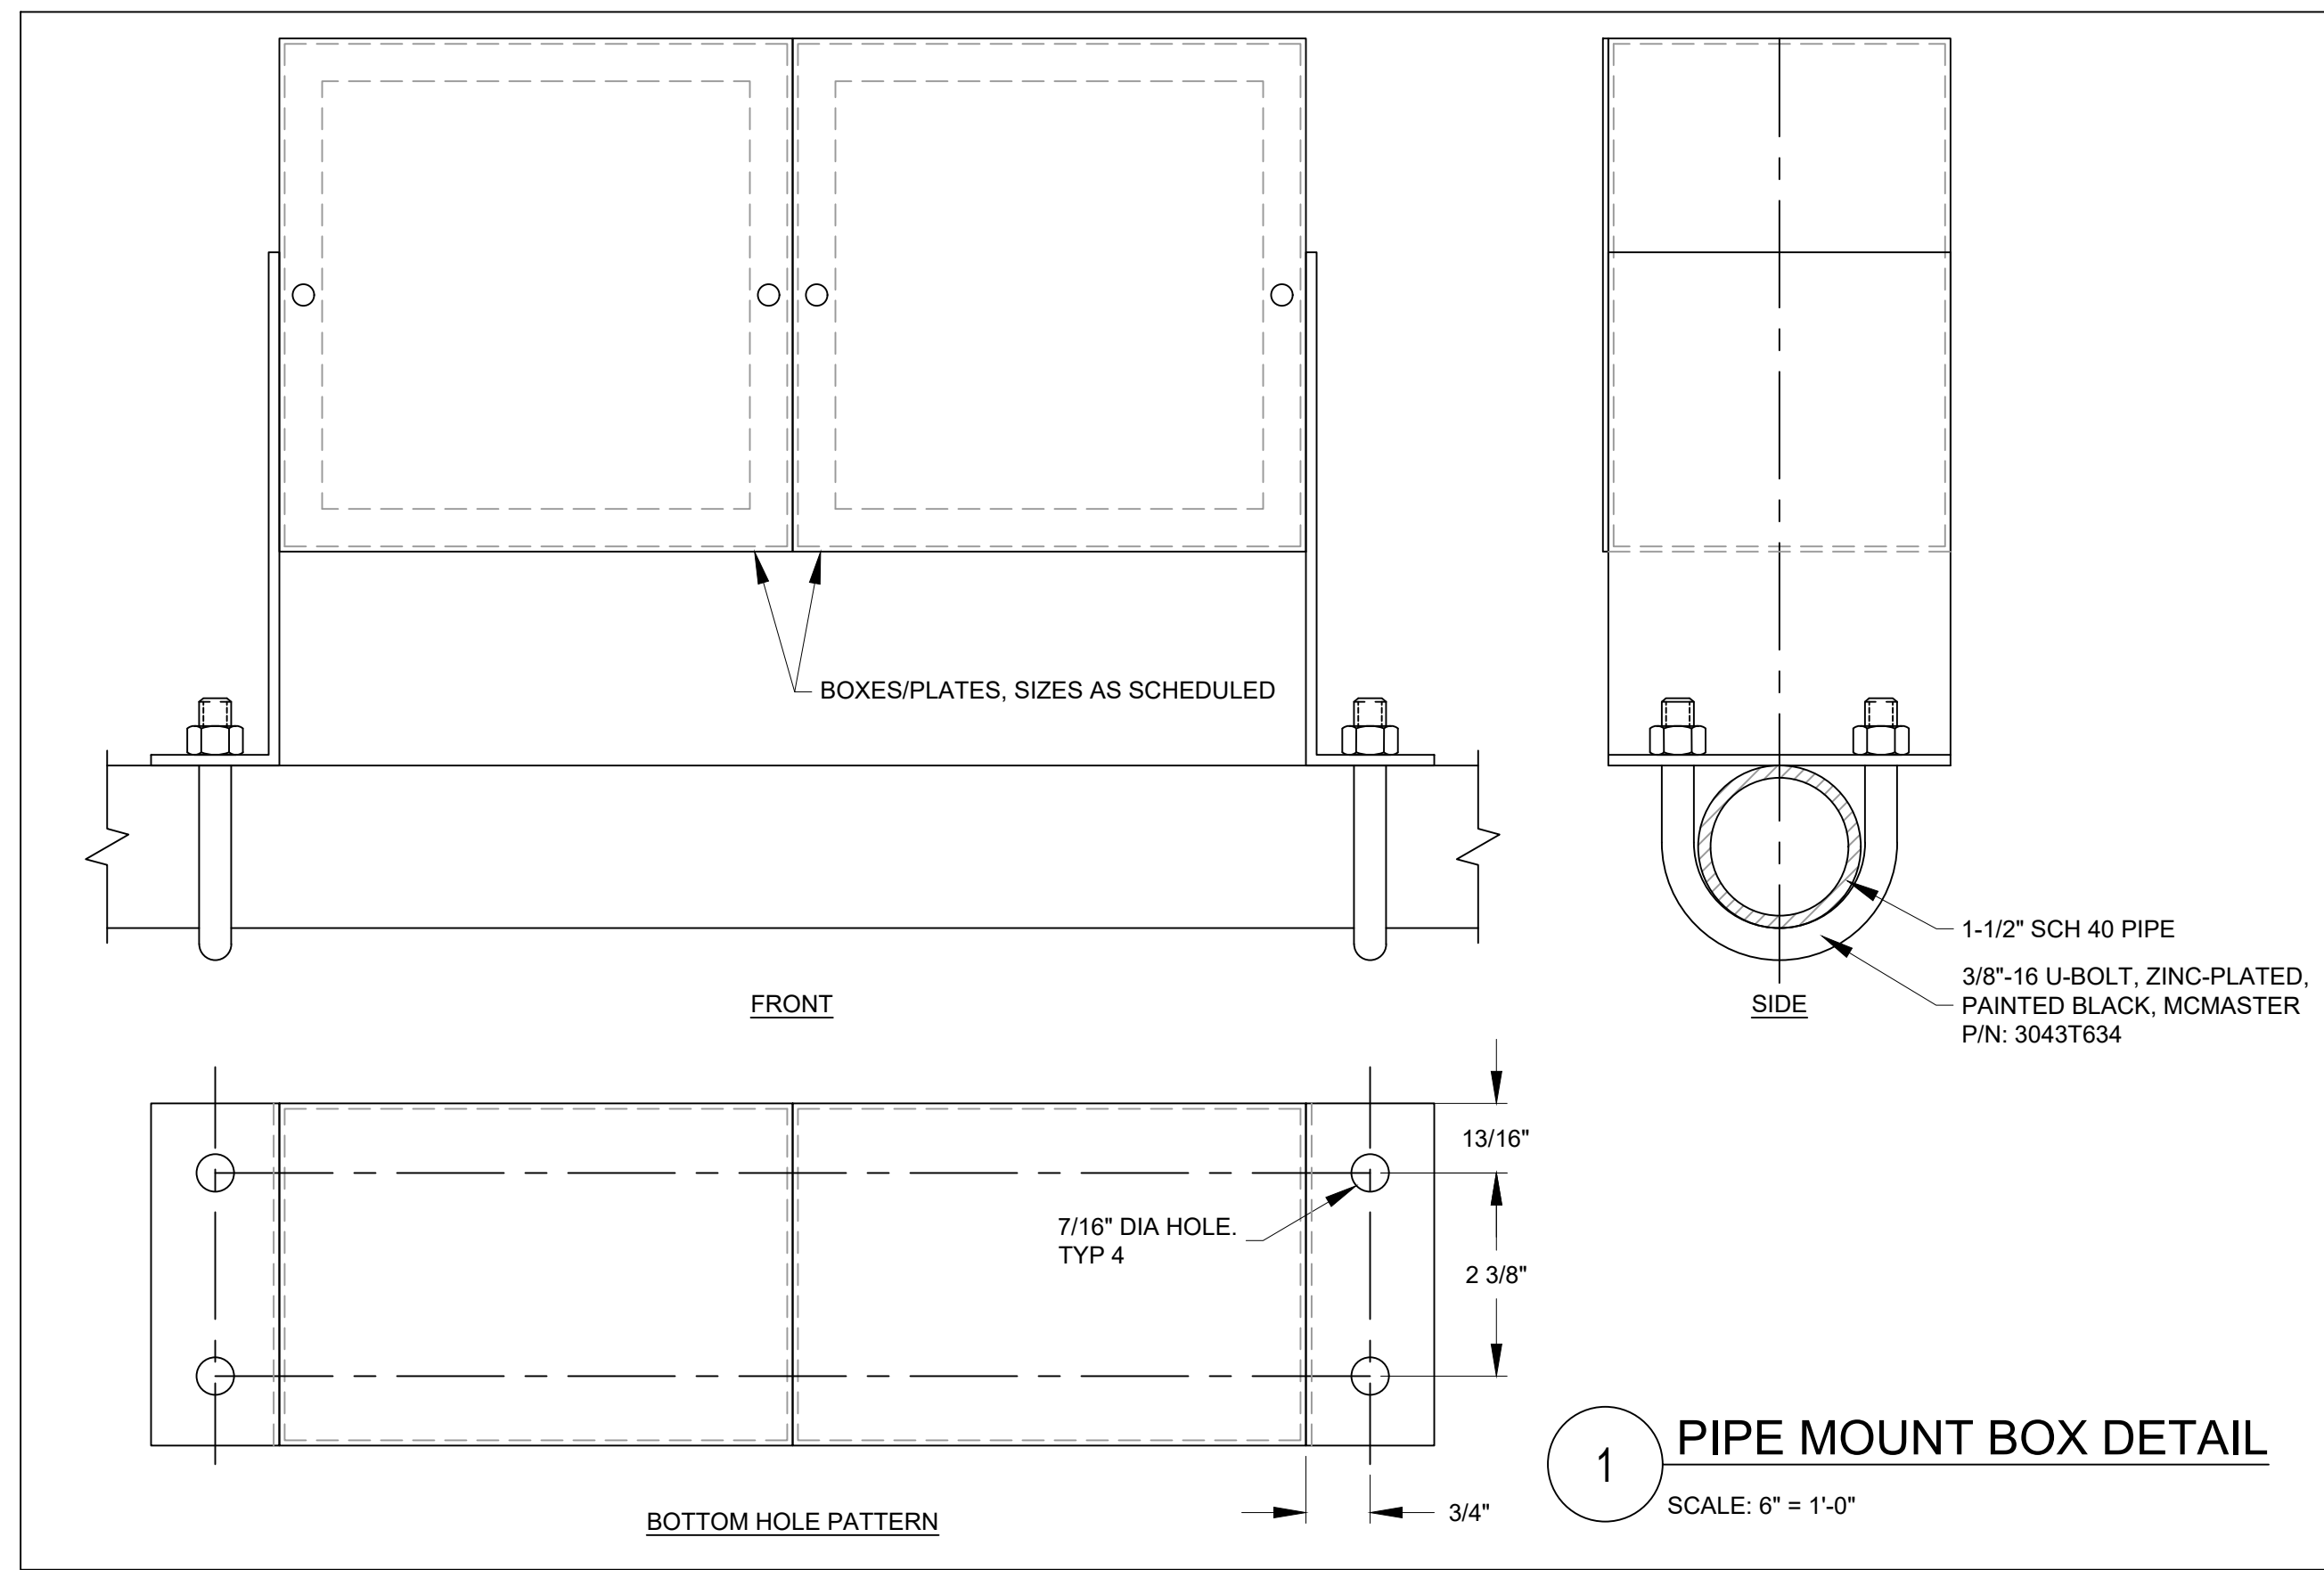 BOXES/PLATES, SIZES AS SCHEDULED
FRONT
1-1/2" SCH 40 PIPE
3/8"-16 U-BOLT, ZINC-PLATED,
PAINTED BLACK, MCMASTER
P/N: 3043T634
SIDE
13/16"
7/16" DIA HOLE.
TYP 4
2 3/8"
3/4"
BOTTOM HOLE PATTERN
1
PIPE MOUNT BOX DETAIL
SCALE: 6" = 1'-0"